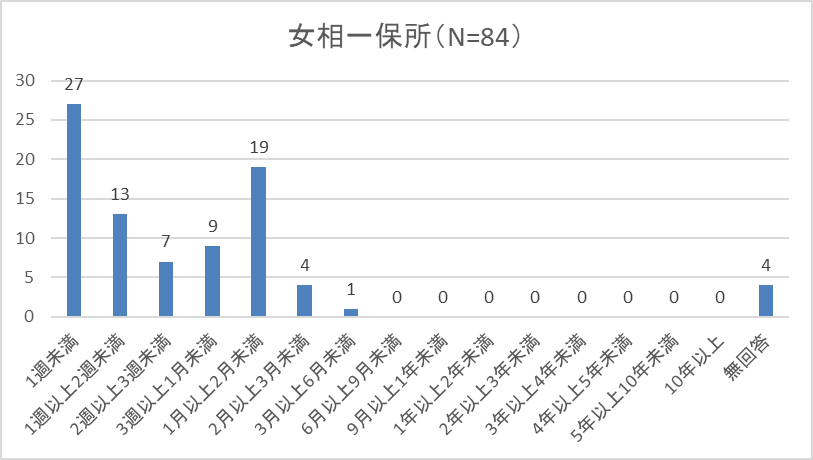 女相一保所（N=84）
30
25
20
15
10
5
0
27
13
7
9
19
4
1
0
0
0
0
0
0
0
0
4
1週未満
1週以上2週未満
2週以上3週未満
3週以上1月未満
1月以上2月未満
2月以上3月未満
3月以上6月未満
6月以上9月未満
9月以上1年未満
1年以上2年未満
2年以上3年未満
3年以上4年未満
4年以上5年未満
5年以上10年未満
10年以上
無回答